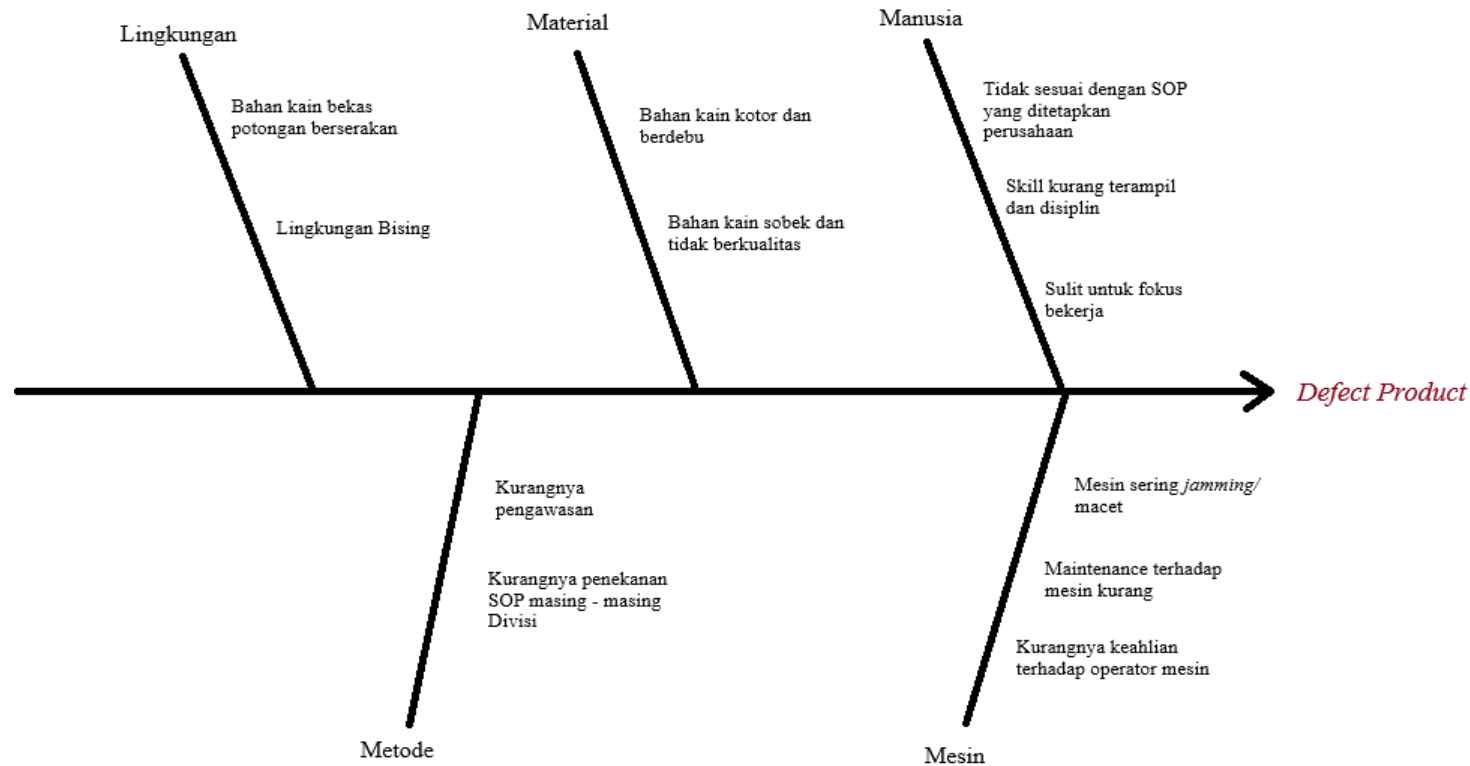 Lingkungan
Bahan kain bekas
potongan berserakan
Lingkungan Bising
Material
Bahan kain kotor dan
berdebu
Bahan kain sobek dan
tidak berkualitas
Manusia
Tidak sesuai dengan SOP
yang ditetapkan
perusahaan
Skill kurang terampil
dan disiplin
Sulit untuk fokus
bekerja
Defect Product
Kurangnya
pengawasan
Kurangnya penekanan
SOP masing - masing
Divisi
Metode
Mesin sering jamming/
macet
Maintenance terhadap
mesin kurang
Kurangnya keahlian
terhadap operator mesin
Mesin